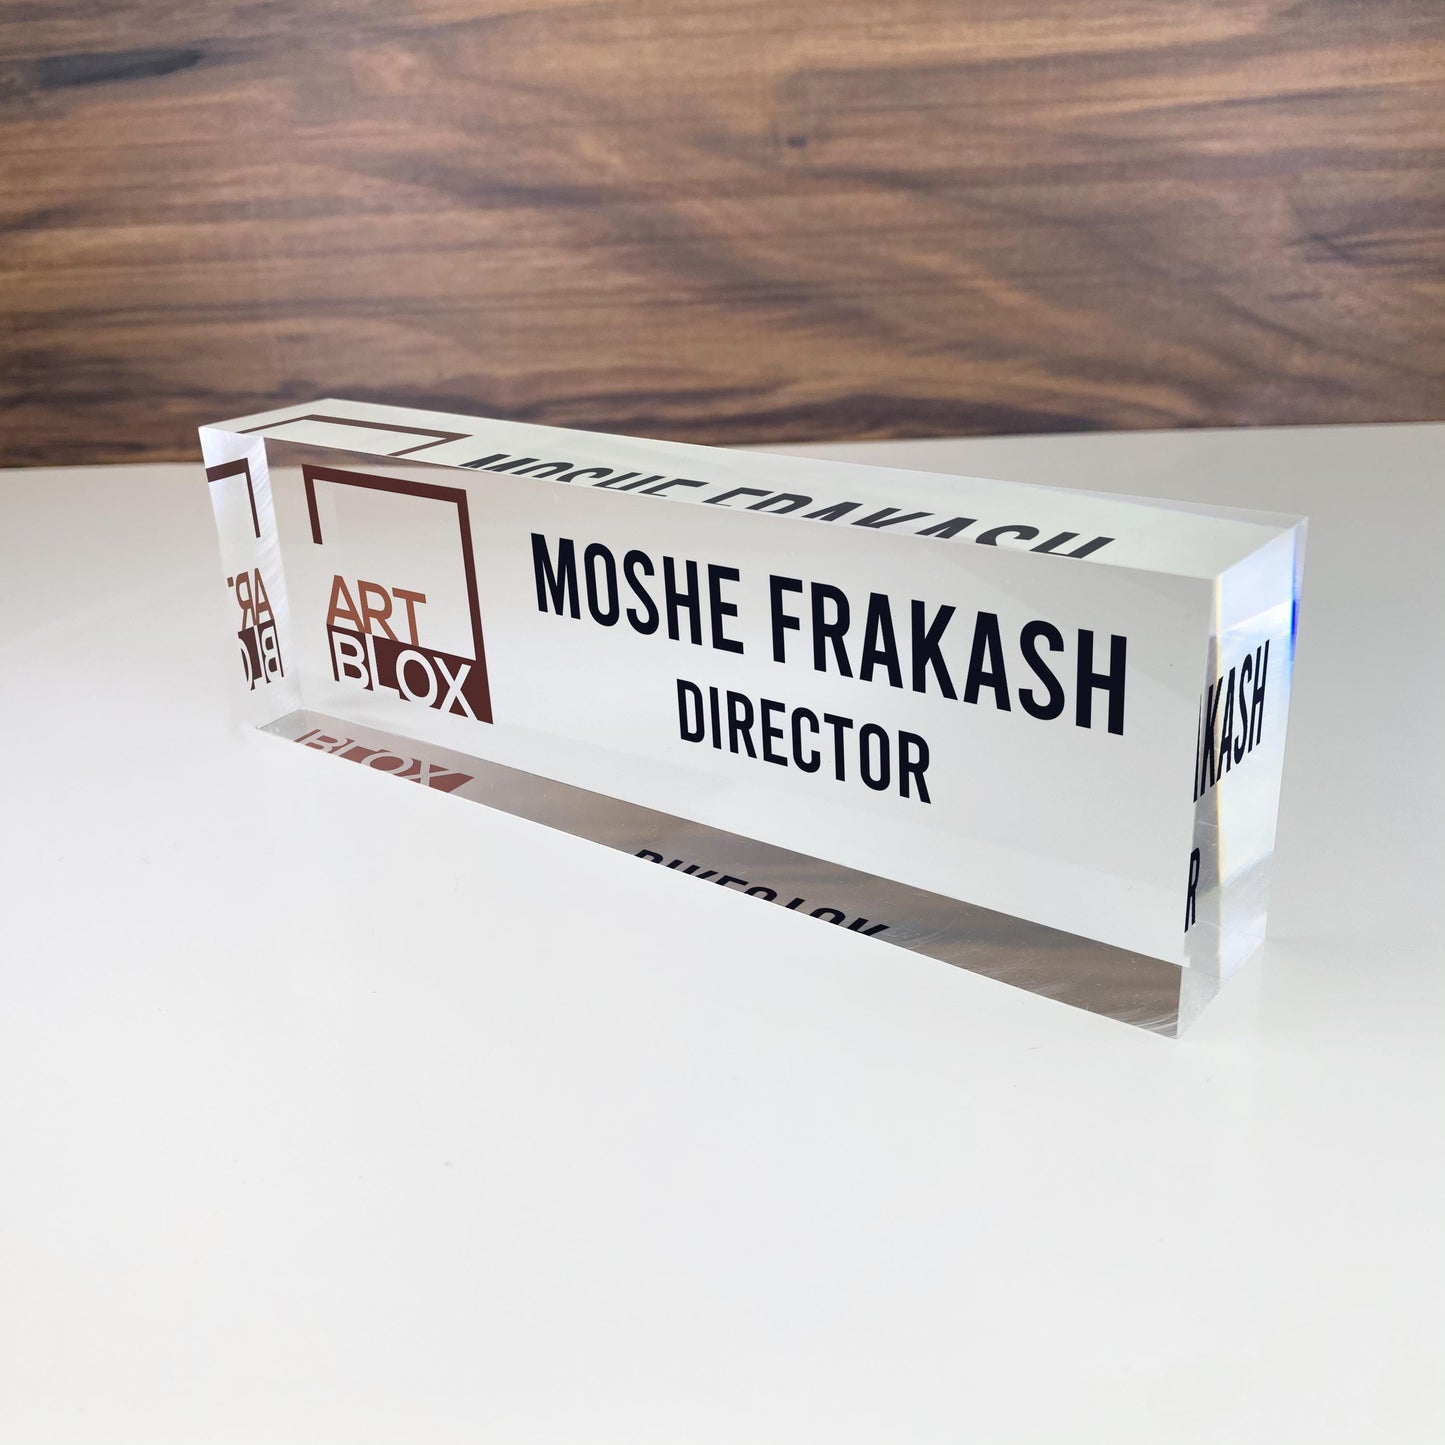 ART
BLOX
MOSHE FRAKASH
DIRECTOR